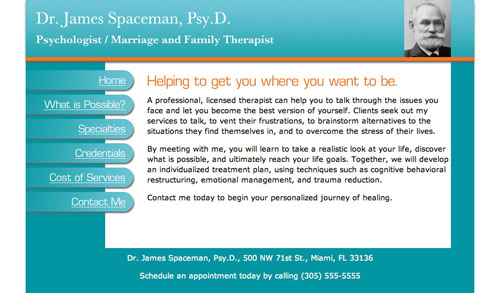 Dr. James Spaceman, Psy.D.
Psychologist / Marriage and Family Therapist
Home
What is Possible?
Specialties
Credentials
Cost of Services
Contact Me
Helping to get you where you want to be.
A professional, licensed therapist can help you to talk through the issues you
face and let you become the best version of yourself. Clients seek out my
services to talk, to vent their frustrations, to brainstorm alternatives to the
situations they find themselves in, and to overcome the stress of their lives.
By meeting with me, you will learn to take a realistic look at your life, discover
what is possible, and ultimately reach your life goals. Together, we will develop
an individualized treatment plan, using techniques such as cognitive behavioral
restructuring, emotional management, and trauma reduction.
Contact me today to begin your personalized journey of healing.
Dr. James Spaceman, Psy.D., 500 NW 71st St., Miami, FL 33136
Schedule an appointment today by calling (305) 555-5555